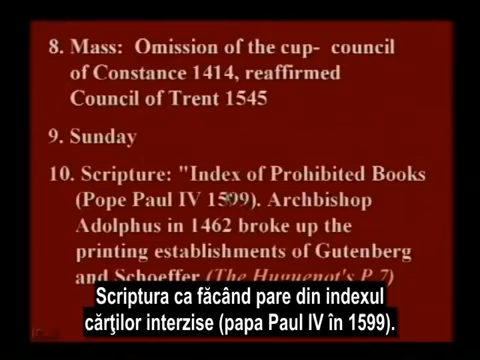 8. Mass: Omission of the cup- council
of Constance 1414, reaffirmed
Council of Trent 1545
9. Sunday
10. Scripture: "Index of Prohibited Books
(Pope Paul IV 1599). Archbishop
Adolphus in 1462 broke up the
printing establishments of Gutenberg
and Schoeffer (The Huguenot's P.7)
Scriptura ca făcând pare din indexul
cărţilor interzise (papa Paul IV în 1599).